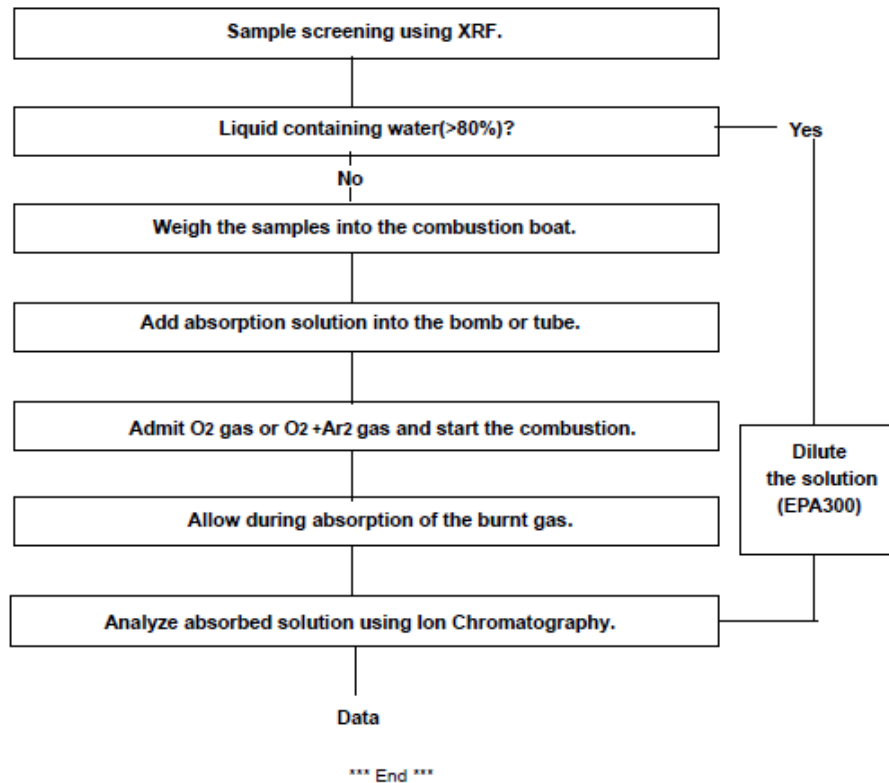 Sample screening using XRF.
Liquid containing water(>80%)?
Yes
No
Weigh the samples into the combustion boat.
Add absorption solution into the bomb or tube.
Admit O2 gas or O2 +Ar2 gas and start the combustion.
Dilute
the solution
(EPA300)
Allow during absorption of the burnt gas.
Analyze absorbed solution using Ion Chromatography.
Data
*** End ***